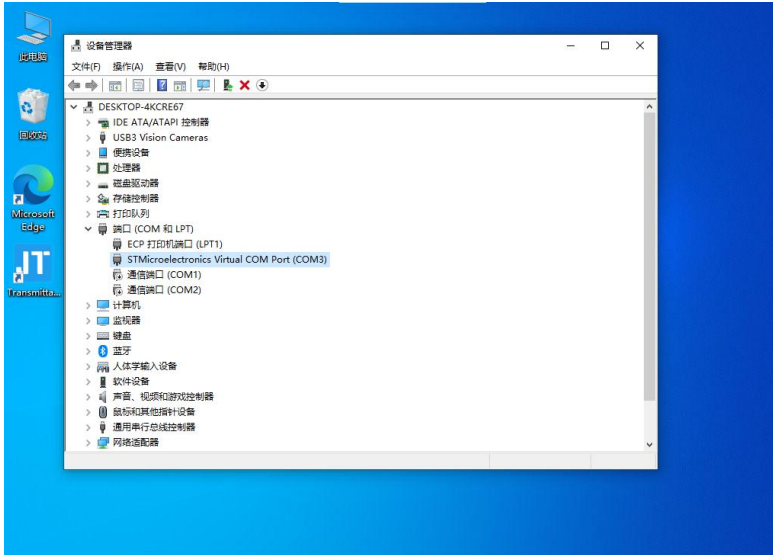 此电脑
回收站
Microsoft
Edge
Transmitta...
设备管理器
文件(F) 操作(A) 查看(V) 帮助(H)
DESKTOP-4KCRE67
IDE ATA/ATAPI 控制器
USB3 Vision Cameras
便携设备
处理器
磁盘驱动器
存储控制器
打印队列
端口 (COM 和 LPT)
ECP 打印机端口 (LPT1)
STMicroelectronics Virtual COM Port (COM3)
通信端口 (COM1)
通信端口 (COM2)
计算机
监视器
键盘
蓝牙
人体学输入设备
软件设备
声音、视频和游戏控制器
鼠标和其他指针设备
通用串行总线控制器
网络适配器